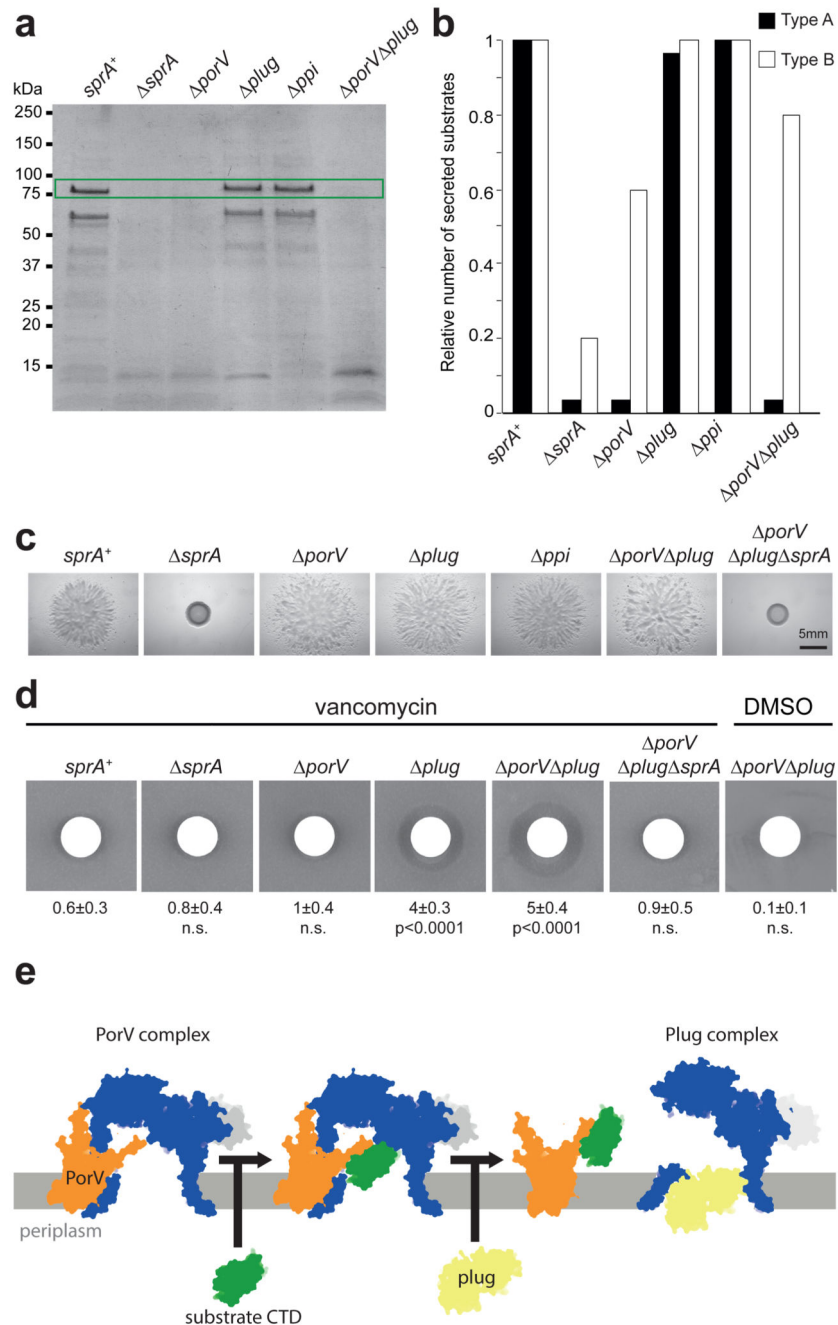 a
sprA⁺ ΔsprA ΔporV Δplug Δppi ΔporVΔplug
kDa
250
150
100
75
50
37
25
20
15
b
Type A
Type B
Relative number of secreted substrates
1
0.8
0.6
0.4
0.2
0
sprA⁺ ΔsprA ΔporV Δplug Δppi ΔporVΔplug
c
sprA⁺ ΔsprA ΔporV Δplug Δppi ΔporVΔplug ΔporV
ΔplugΔsprA
5mm
d
vancomycin DMSO
sprA⁺ ΔsprA ΔporV Δplug ΔporVΔplug ΔporV
ΔplugΔsprA ΔporVΔplug
0.6±0.3 0.8±0.4 1±0.4 4±0.3 5±0.4 0.9±0.5 0.1±0.1
n.s. n.s. p<0.0001 p<0.0001 n.s. n.s.
e
PorV complex Plug complex
PorV
periplasm
plug
substrate CTD